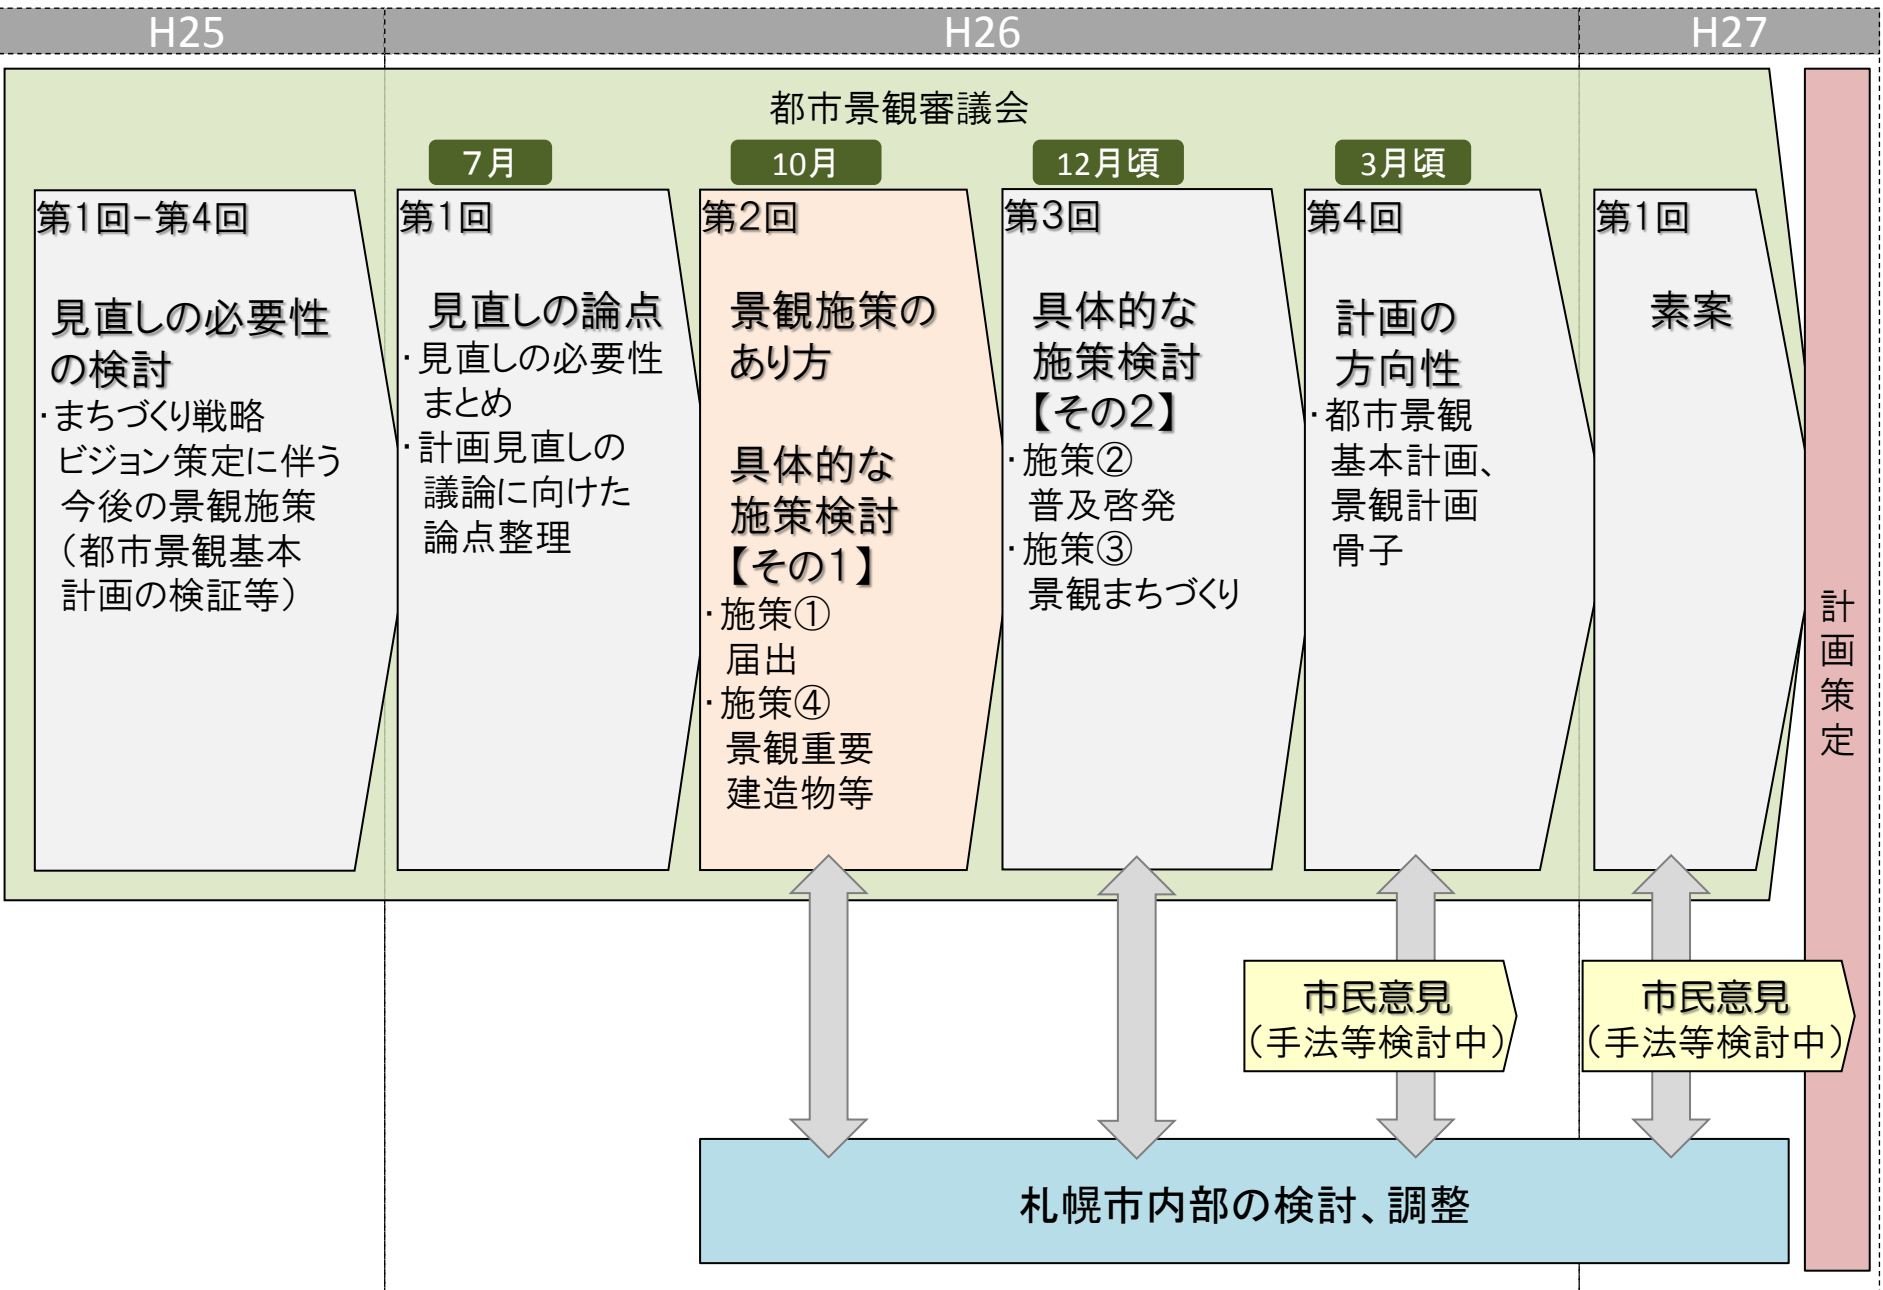 H25
H26
H27
都市景観審議会
7月
10月
12月頃
3月頃
第1回-第4回
見直しの必要性
の検討
・まちづくり戦略
ビジョン策定に伴う
今後の景観施策
（都市景観基本
計画の検証等）
第1回
見直しの論点
・見直しの必要性
まとめ
・計画見直しの
議論に向けた
論点整理
第2回
景観施策の
あり方
具体的な
施策検討
【その1】
・施策①
届出
・施策④
景観重要
建造物等
第3回
具体的な
施策検討
【その2】
・施策②
普及啓発
・施策③
景観まちづくり
第4回
計画の
方向性
・都市景観
基本計画、
景観計画
骨子
第1回
素案
計画策定
市民意見
（手法等検討中）
市民意見
（手法等検討中）
札幌市内部の検討、調整